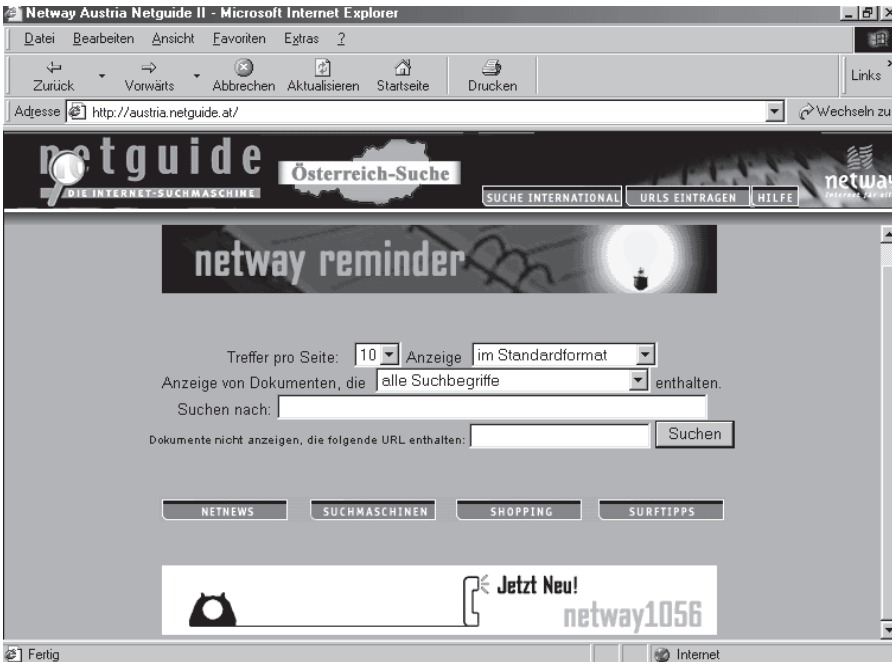 Netway Austria Netguide II - Microsoft Internet Explorer
Datei Bearbeiten Ansicht Favoriten Extras ?
Zurück Vorwärts Abbrechen Aktualisieren Startseite Drucken Links
Adresse http://austria.netguide.at/ Wechseln zu
netguide
DIE INTERNET-SUCHMASCHINE
Österreich-Suche
SUCHE INTERNATIONAL URLS EINTRAGEN HILFE
netway
netway reminder
Treffer pro Seite: 10 Anzeige im Standardformat
Anzeige von Dokumenten, die alle Suchbegriffe enthalten.
Suchen nach:
Dokumente nicht anzeigen, die folgende URL enthalten: Suchen
NETNEWS SUCHMASCHINEN SHOPPING SURFTIPPS
Jetzt Neu!
netway1056
Fertig Internet